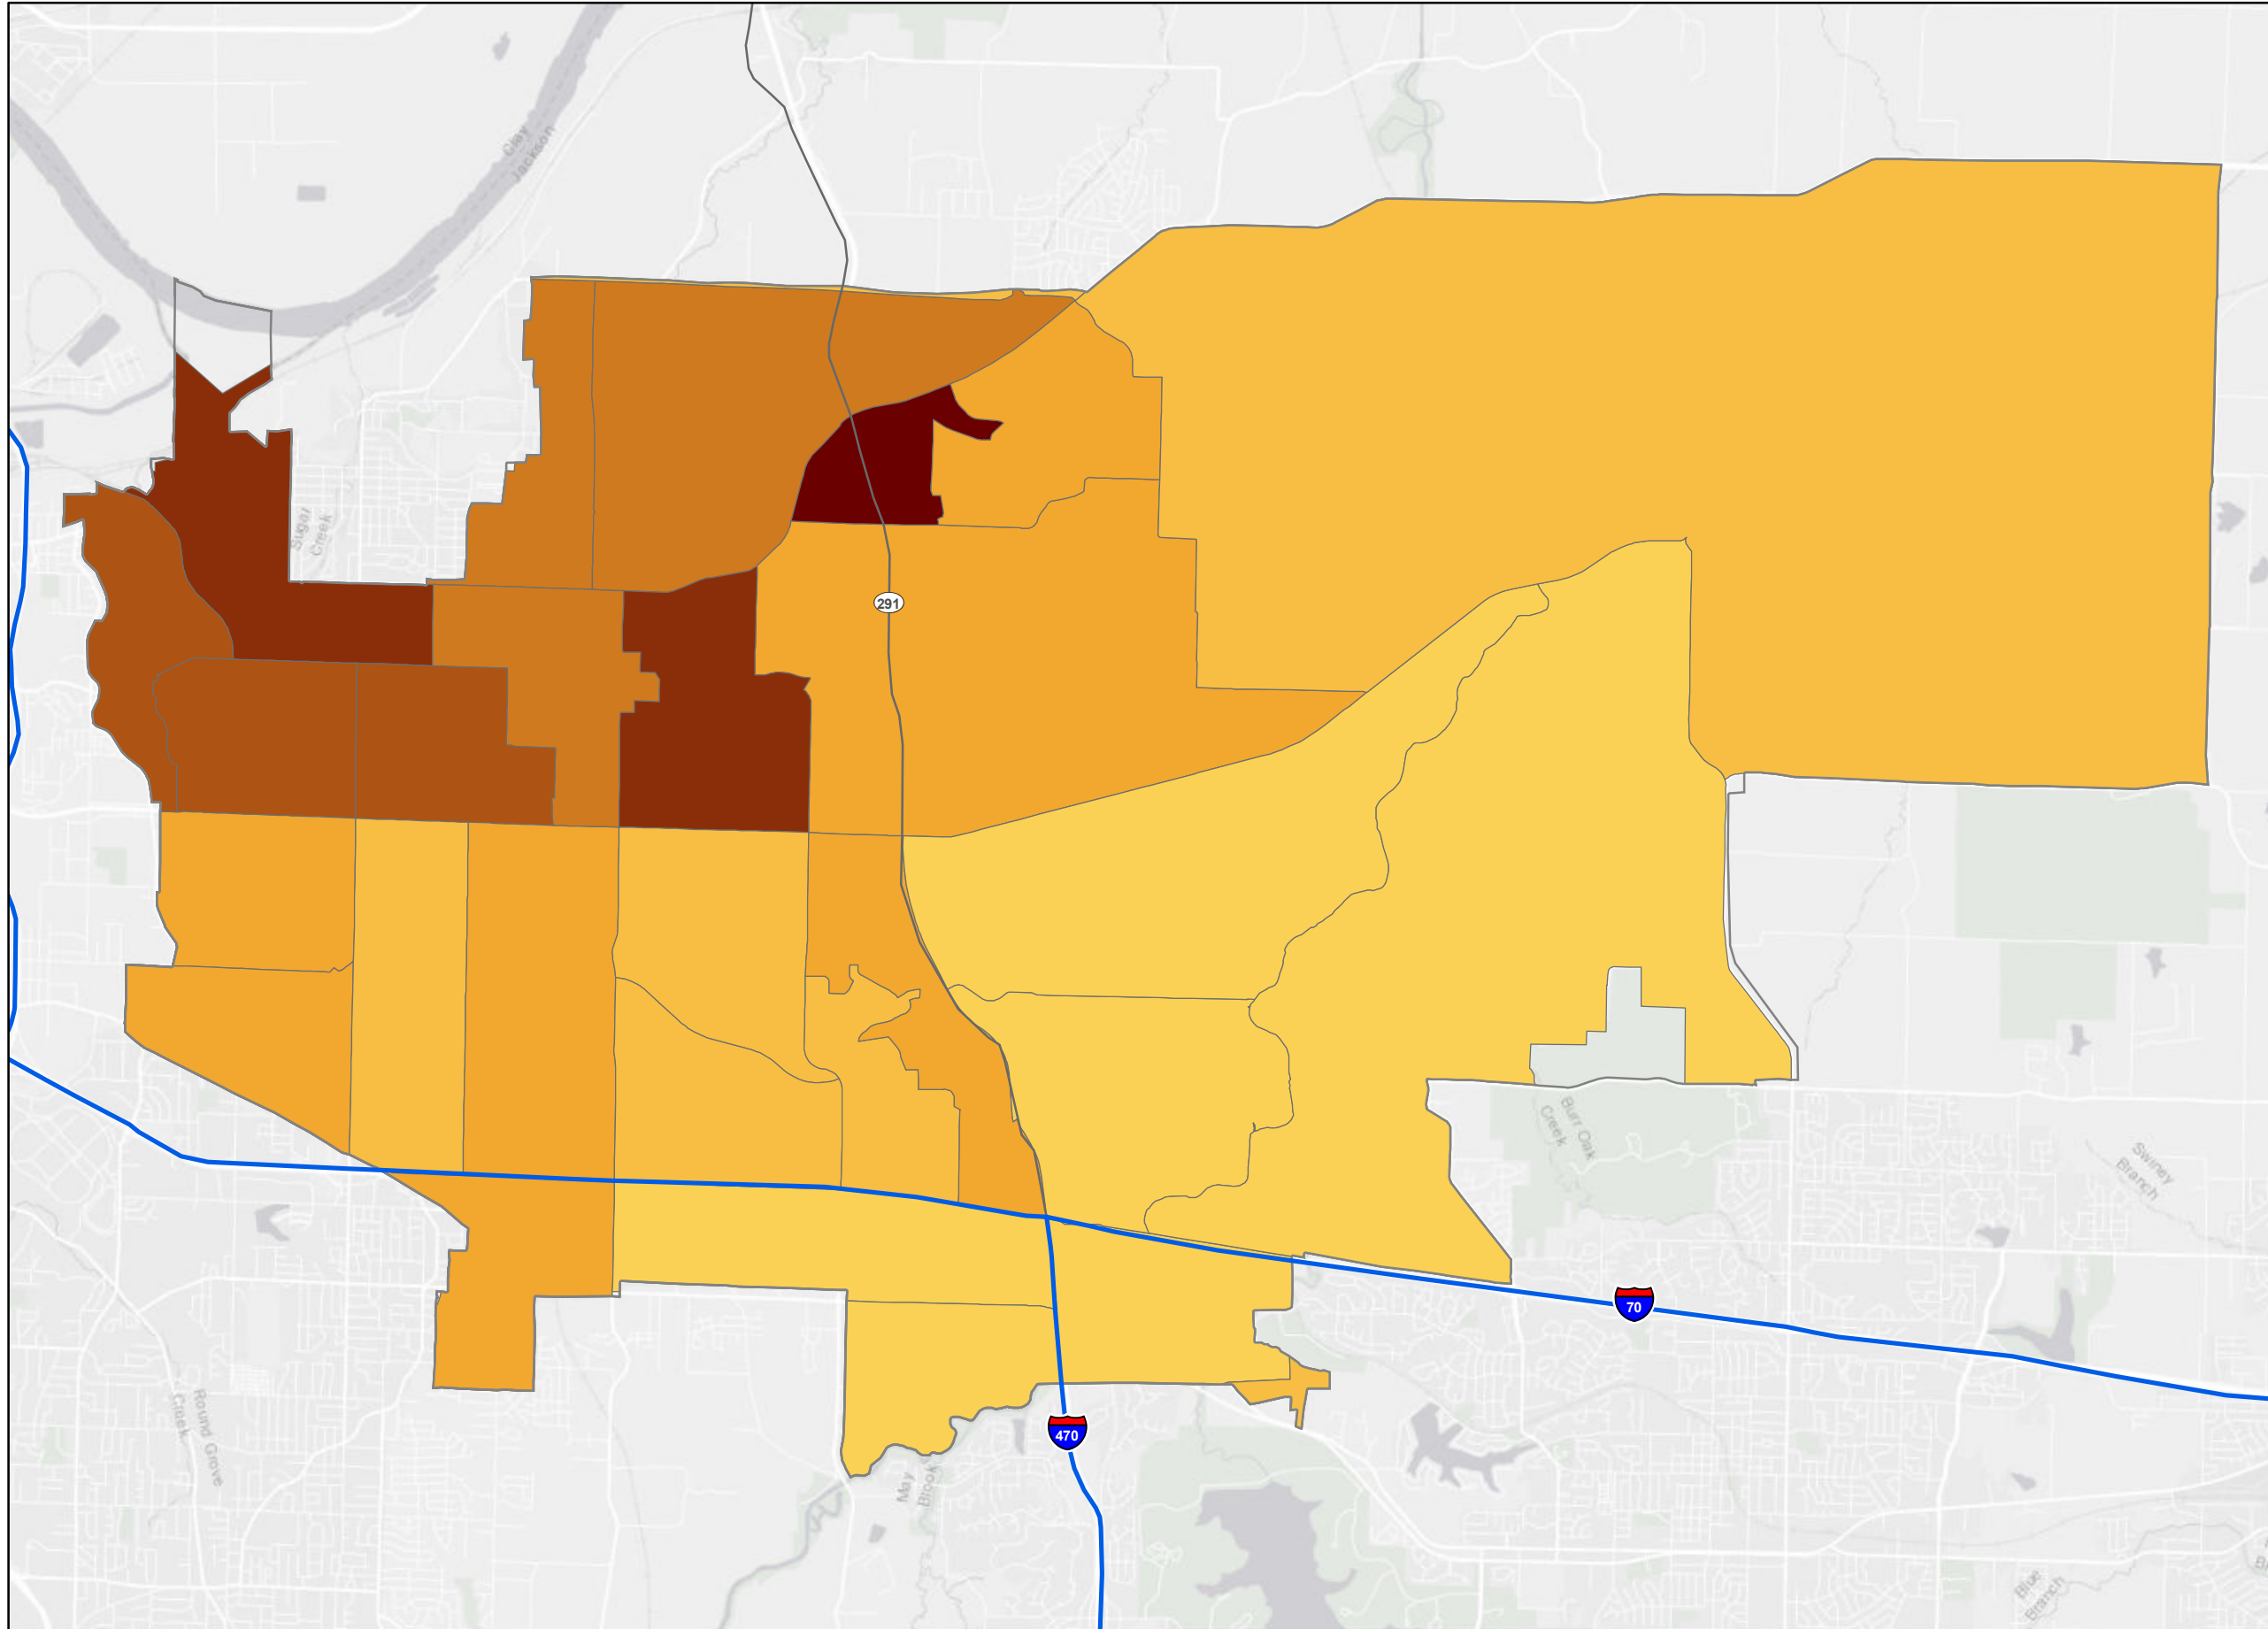 Clay
Jackson
Sugar
Creek
291
Burr Oak
Creek
Swiney
Branch
70
Round Grove
Creek
470
May
Brook
Blue
Branch